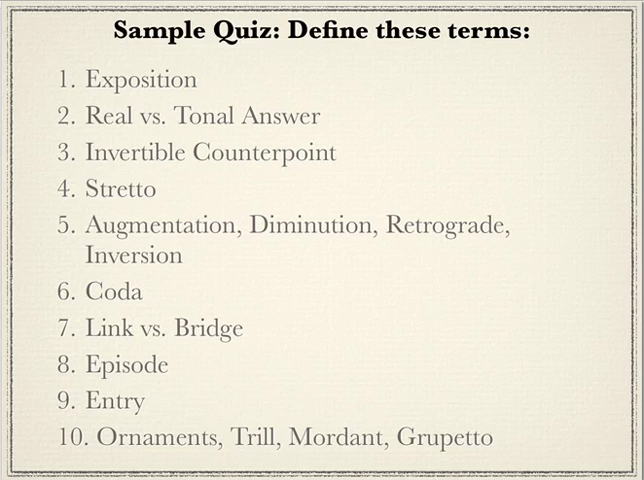 Sample Quiz: Define these terms:
1. Exposition
2. Real vs. Tonal Answer
3. Invertible Counterpoint
4. Stretto
5. Augmentation, Diminution, Retrograde,
Inversion
6. Coda
7. Link vs. Bridge
8. Episode
9. Entry
10. Ornaments, Trill, Mordant, Grupetto